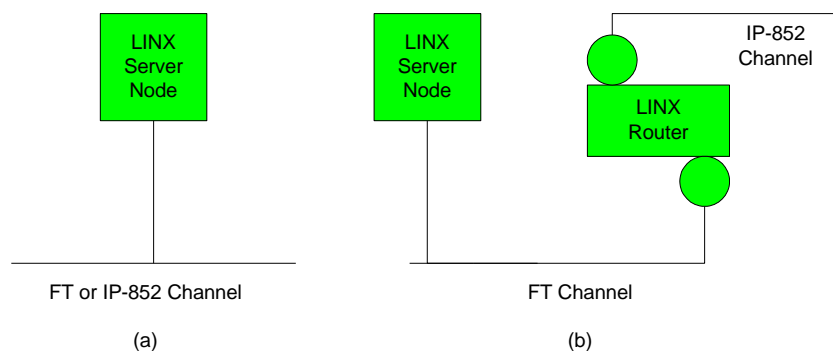 LINX
Server
Node
FT or IP-852 Channel
(a)
LINX
Server
Node
IP-852
Channel
LINX
Router
FT Channel
(b)